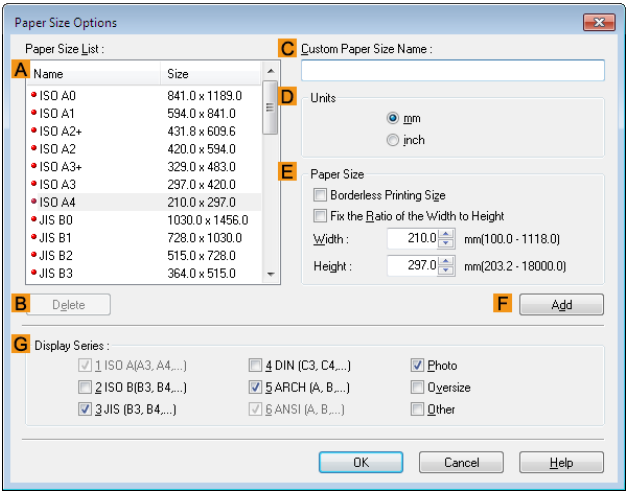 Paper Size Options
Paper Size List :
A
Name Size
ISO A0 841.0 x 1189.0
ISO A1 594.0 x 841.0
ISO A2+ 431.8 x 609.6
ISO A2 420.0 x 594.0
ISO A3+ 329.0 x 483.0
ISO A3 297.0 x 420.0
ISO A4 210.0 x 297.0
JIS B0 1030.0 x 1456.0
JIS B1 728.0 x 1030.0
JIS B2 515.0 x 728.0
JIS B3 364.0 x 515.0
B Delete
C Custom Paper Size Name :
D Units
mm
inch
E Paper Size
Borderless Printing Size
Fix the Ratio of the Width to Height
Width : 210.0 mm(100.0 - 1118.0)
Height : 297.0 mm(203.2 - 18000.0)
F Add
G Display Series :
1 ISO A(A3, A4,...) 4 DIN (C3, C4,...) Photo
2 ISO B(B3, B4,...) 5 ARCH (A, B,...) Oversize
3 JIS (B3, B4,...) 6 ANSI (A, B,...) Other
OK Cancel Help